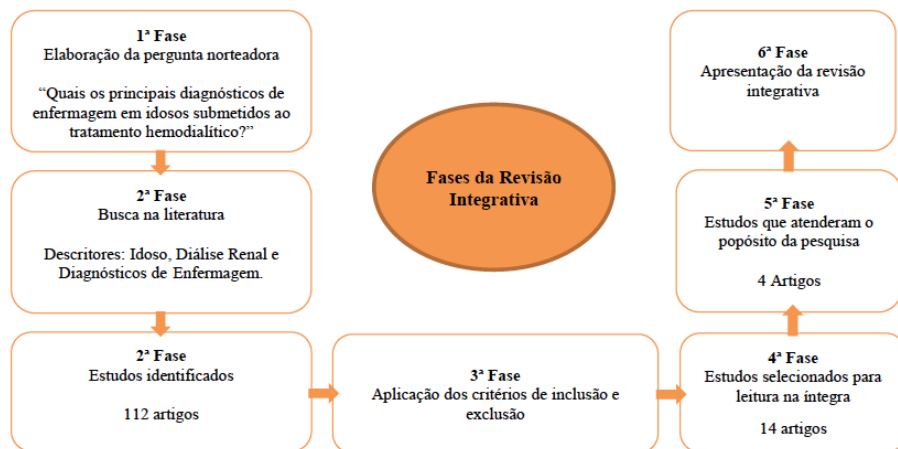 1ª Fase
Elaboração da pergunta norteadora
“Quais os principais diagnósticos de
enfermagem em idosos submetidos ao
tratamento hemodialítico?”
2ª Fase
Busca na literatura
Descritores: Idoso, Diálise Renal e
Diagnósticos de Enfermagem.
2ª Fase
Estudos identificados
112 artigos
Fases da Revisão
Integrativa
3ª Fase
Aplicação dos critérios de inclusão e
exclusão
4ª Fase
Estudos selecionados para
leitura na íntegra
14 artigos
5ª Fase
Estudos que atenderam o
popósito da pesquisa
4 Artigos
6ª Fase
Apresentação da revisão
integrativa